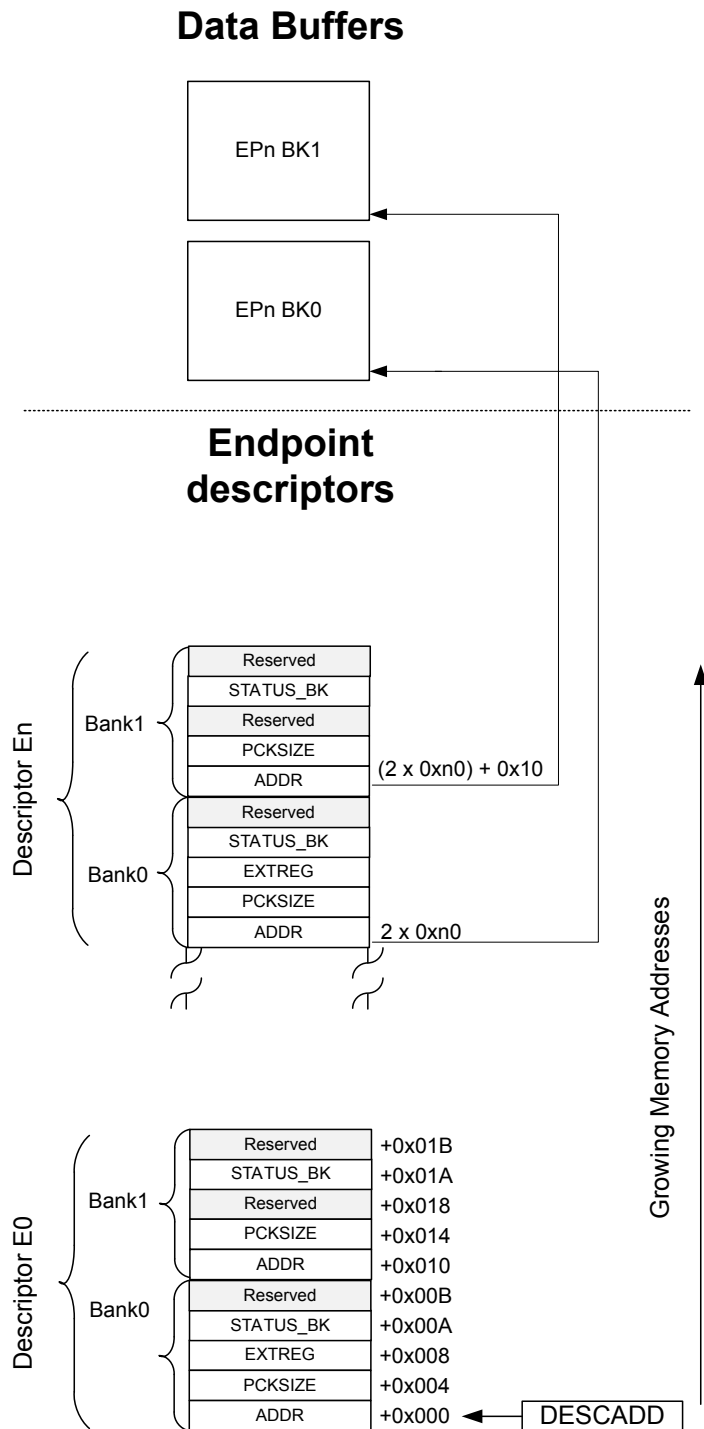 Data Buffers
EPn BK1
EPn BK0
Endpoint
descriptors
Descriptor En
Bank1
Reserved
STATUS_BK
Reserved
PCKSIZE
ADDR (2 x 0xn0) + 0x10
Bank0
Reserved
STATUS_BK
EXTREG
PCKSIZE
ADDR 2 x 0xn0
Growing Memory Addresses
Descriptor E0
Bank1
Reserved +0x01B
STATUS_BK +0x01A
Reserved +0x018
PCKSIZE +0x014
ADDR +0x010
Bank0
Reserved +0x00B
STATUS_BK +0x00A
EXTREG +0x008
PCKSIZE +0x004
ADDR +0x000 DESCADD